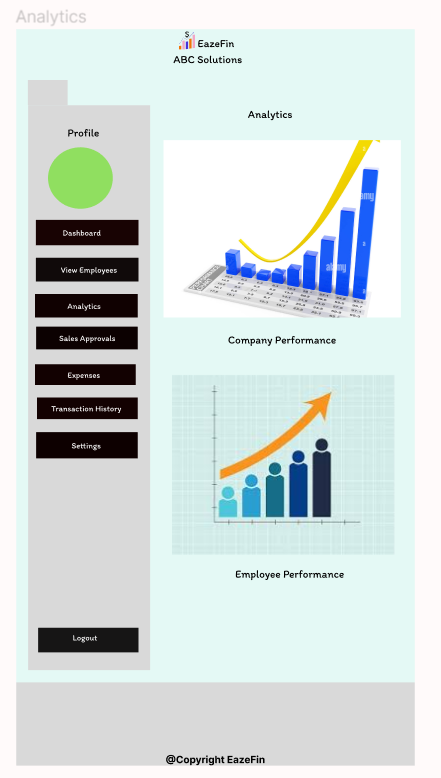 Analytics
EazeFin
ABC Solutions
Profile
Dashboard
View Employees
Analytics
Sales Approvals
Expenses
Transaction History
Settings
Logout
Analytics
alamy
Company Performance
Employee Performance
@Copyright EazeFin